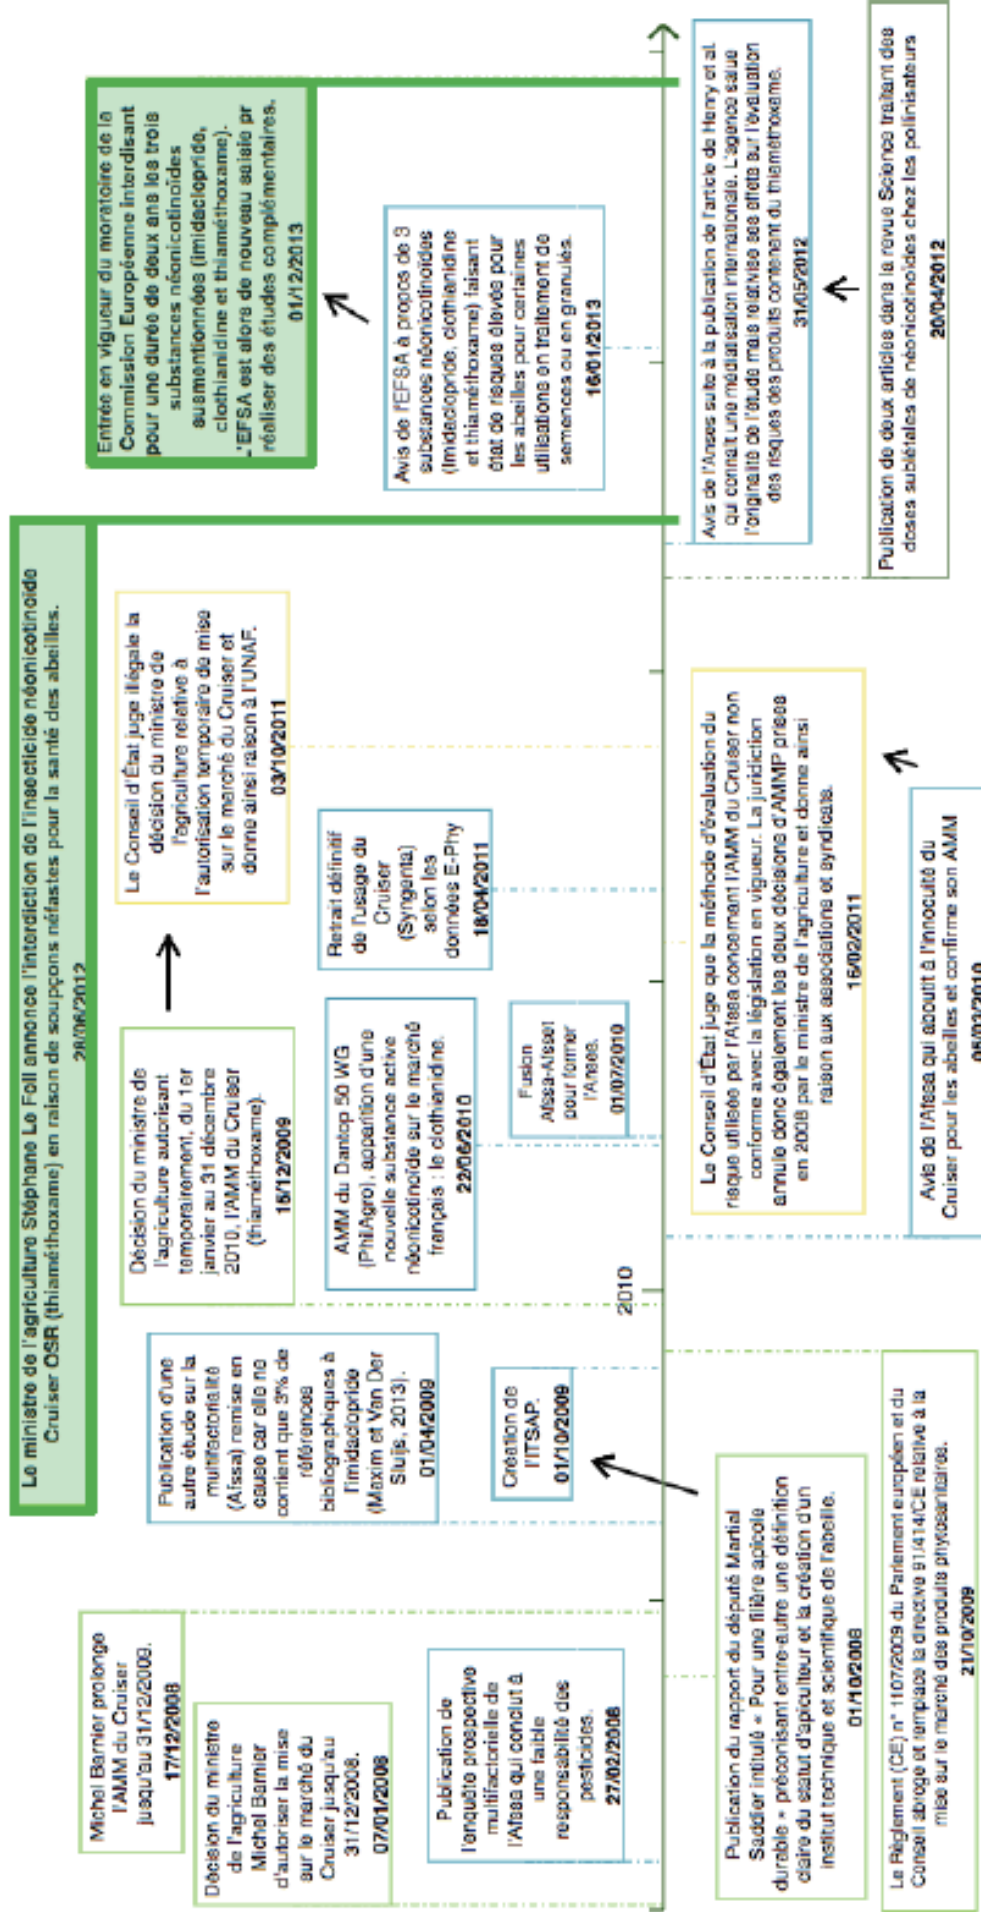 Le ministre de l'agriculture Stéphane Le Foll annonce l'interdiction de l'insecticide néonicotinoïde
Cruiser OSR (thiaméthoxame) en raison de soupçons néfastes pour la santé des abeilles.
28/06/2012
Entrée en vigueur du moratoire de la
Commission Européenne interdisant
pour une durée de deux ans les trois
substances néonicotinoïdes
susmentionnées (imidaclopride,
clothianidine et thiaméthoxame).
'EFSA est alors de nouveau saisie pr
réaliser des études complémentaires.
01/12/2013
Michel Barnier prolonge
l'AMM du Cruiser
jusqu'au 31/12/2009.
17/12/2008
Décision du ministre
de l'agriculture
Michel Barnier
d'autoriser la mise
sur le marché du
Cruiser jusqu'au
31/12/2008.
07/01/2008
Publication de
l'enquête prospective
multifactorielle de
l'Afssa qui conclut à
une faible
responsabilité des
pesticides.
27/02/2008
Publication d'une
autre étude sur la
multifactorialité
(Afssa) remise en
cause car elle ne
contient que 3% de
références
bibliographiques à
l'imidaclopride
(Maxim et Van Der
Sluijs, 2013).
01/04/2009
Création de
l'ITSAP.
01/10/2009
Décision du ministre de
l'agriculture autorisant
temporairement, du 1er
janvier au 31 décembre
2010, l'AMM du Cruiser
(thiaméthoxame).
15/12/2009
AMM du Dantop 50 WG
(PhilAgro), apparition d'une
nouvelle substance active
néonicotinoïde sur le marché
français : le clothianidine.
22/06/2010
Fusion
Afssa-Afsset
pour former
l'Anses.
01/07/2010
Le Conseil d'État juge illégale la
décision du ministre de
l'agriculture relative à
l'autorisation temporaire de mise
sur le marché du Cruiser et
donne ainsi raison à l'UNAF.
03/10/2011
Retrait définitif
de l'usage du
Cruiser
(Syngenta)
selon les
données E-Phy
18/04/2011
Avis de l'EFSA à propos de 3
substances néonicotinoïdes
(Imidaclopride, clothianidine
et thiaméthoxame) faisant
état de risques élevés pour
les abeilles pour certaines
utilisations en traitement de
semences ou en granulés.
16/01/2013
2010
Publication du rapport du député Martial
Saddier intitulé « Pour une filière apicole
durable » préconisant entre-autre une définition
claire du statut d'apiculteur et la création d'un
institut technique et scientifique de l'abeille.
01/10/2008
Le Règlement (CE) n° 1107/2009 du Parlement européen et du
Conseil abroge et remplace la directive 91/414/CE relative à la
mise sur le marché des produits phytosanitaires.
21/10/2009
Le Conseil d'État juge que la méthode d'évaluation du
risque utilisée par l'Afssa concernant l'AMM du Cruiser non
conforme avec la législation en vigueur. La juridiction
annule donc également les deux décisions d'AMMP prises
en 2008 par le ministre de l'agriculture et donne ainsi
raison aux associations et syndicats.
16/02/2011
Avis de l'Afssa qui aboutit à l'innocuité du
Cruiser pour les abeilles et confirme son AMM
Avis de l'Anses suite à la publication de l'article de Henry et al.
qui connaît une médiatisation internationale. L'agence salue
l'originalité de l'étude mais relativise ses effets sur l'évaluation
des risques des produits contenant du thiaméthoxame.
31/05/2012
Publication de deux articles dans la revue Science traitant des
doses sublétales de néonicotinoïdes chez les pollinisateurs
20/04/2012